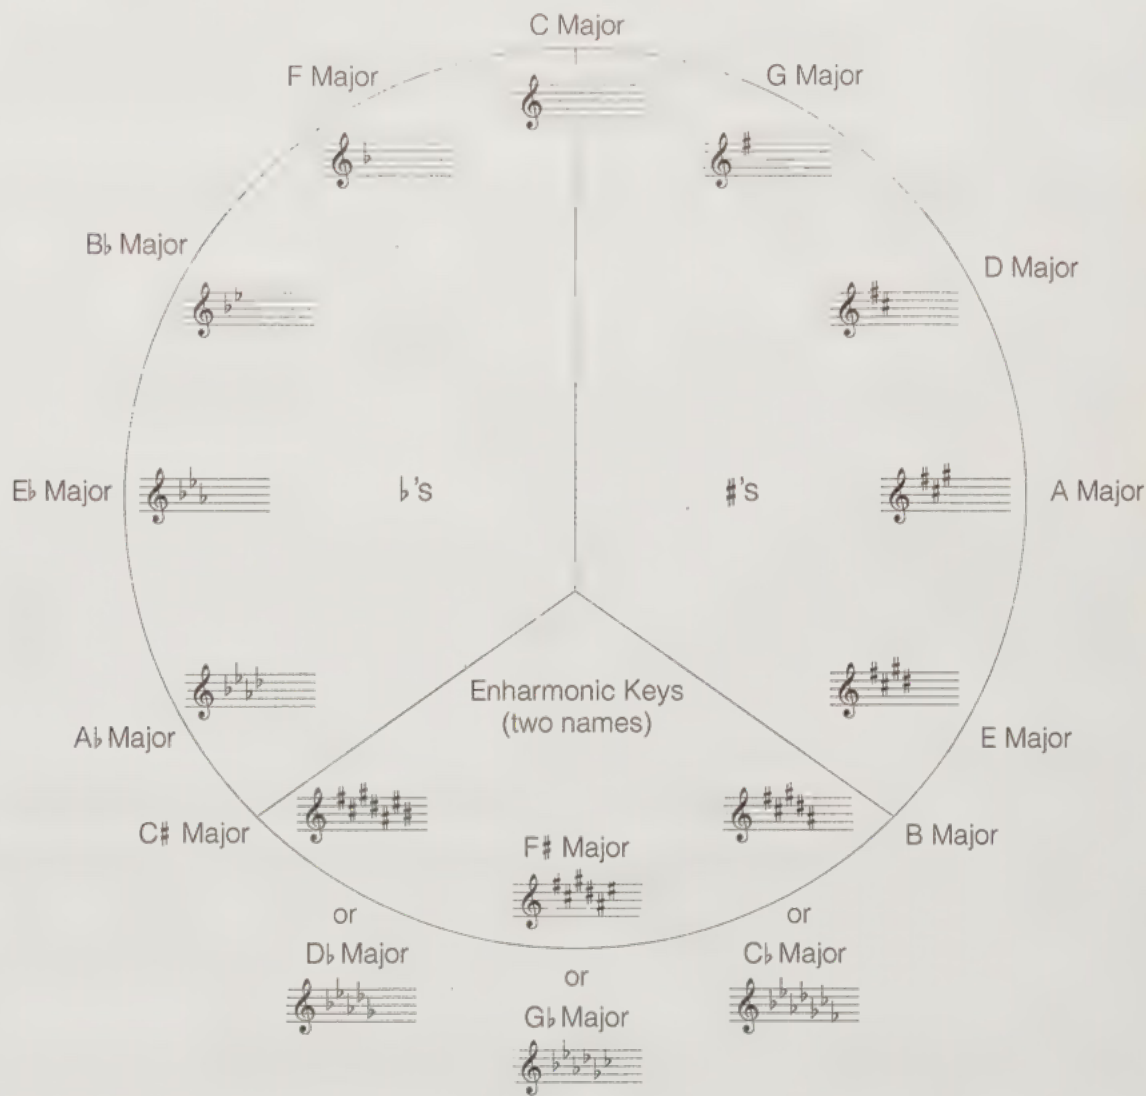 C Major
F Major
G Major
B♭ Major
D Major
E♭ Major
♭'s
♯'s
A Major
Enharmonic Keys
(two names)
A♭ Major
E Major
C♯ Major
F♯ Major
B Major
or
D♭ Major
or
G♭ Major
or
C♭ Major